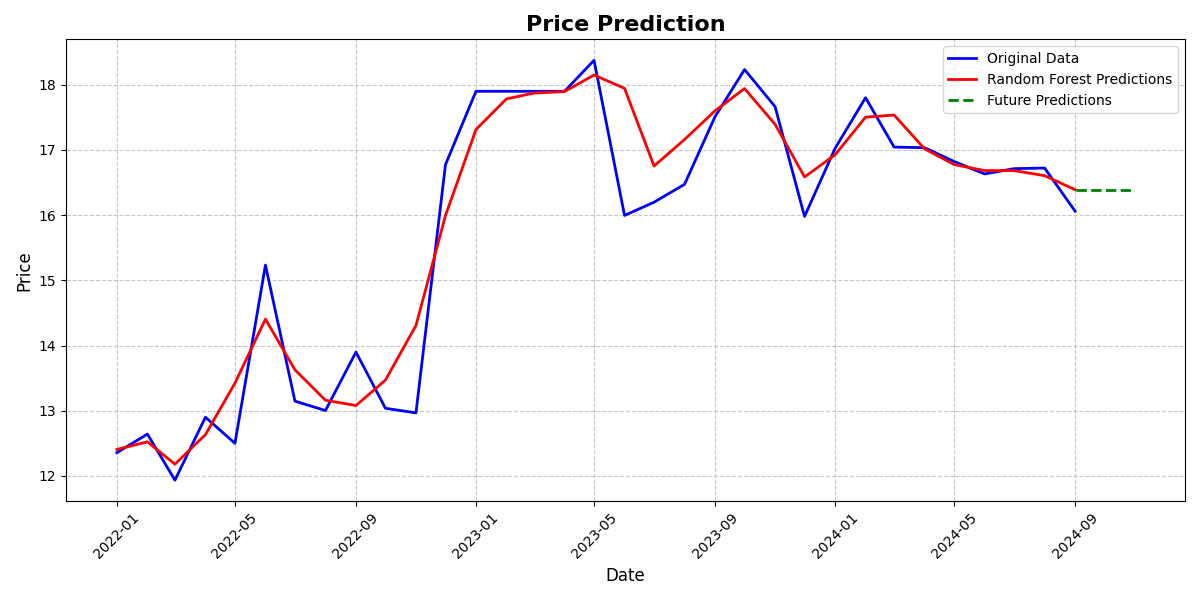 Price Prediction
Original Data
Random Forest Predictions
Future Predictions
Price
18
17
16
15
14
13
12
2022-01
2022-05
2022-09
2023-01
2023-05
2023-09
2024-01
2024-05
2024-09
Date